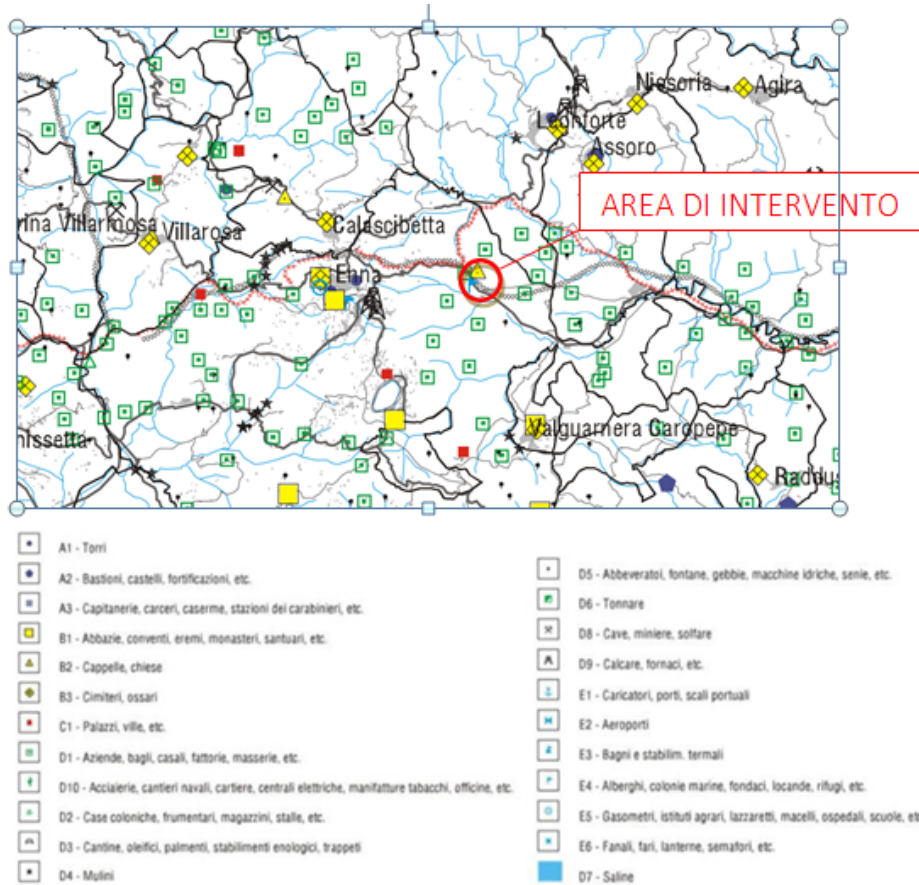 Nissoria
Agira
Leonforte
Assoro
AREA DI INTERVENTO
rina Villarmosa
Villarosa
Calascibetta
Enna
nissetta
Valguarnera Caropepe
Raddus
A1 - Torri
A2 - Bastioni, castelli, fortificazioni, etc.
A3 - Capitanerie, carceri, caserme, stazioni dei carabinieri, etc.
B1 - Abbazie, conventi, eremi, monasteri, santuari, etc.
B2 - Cappelle, chiese
B3 - Cimiteri, ossari
C1 - Palazzi, ville, etc.
D1 - Aziende, bagli, casali, fattorie, masserie, etc.
D10 - Acciaierie, cantieri navali, cartiere, centrali elettriche, manifatture tabacchi, officine, etc.
D2 - Case coloniche, frumentari, magazzini, stalle, etc.
D3 - Cantine, oleifici, palmenti, stabilimenti enologici, trappeti
D4 - Mulini
D5 - Abbeveratoi, fontane, gebbie, macchine idriche, senie, etc.
D6 - Tonnare
D8 - Cave, miniere, solfare
D9 - Calcare, fornaci, etc.
E1 - Caricatori, porti, scali portuali
E2 - Aeroporti
E3 - Bagni e stabilim. termali
E4 - Alberghi, colonie marine, fondaci, locande, rifugi, etc.
E5 - Gasometri, istituti agrari, lazzaretti, macelli, ospedali, scuole, etc
E6 - Fanali, fari, lanterne, semafori, etc.
D7 - Saline